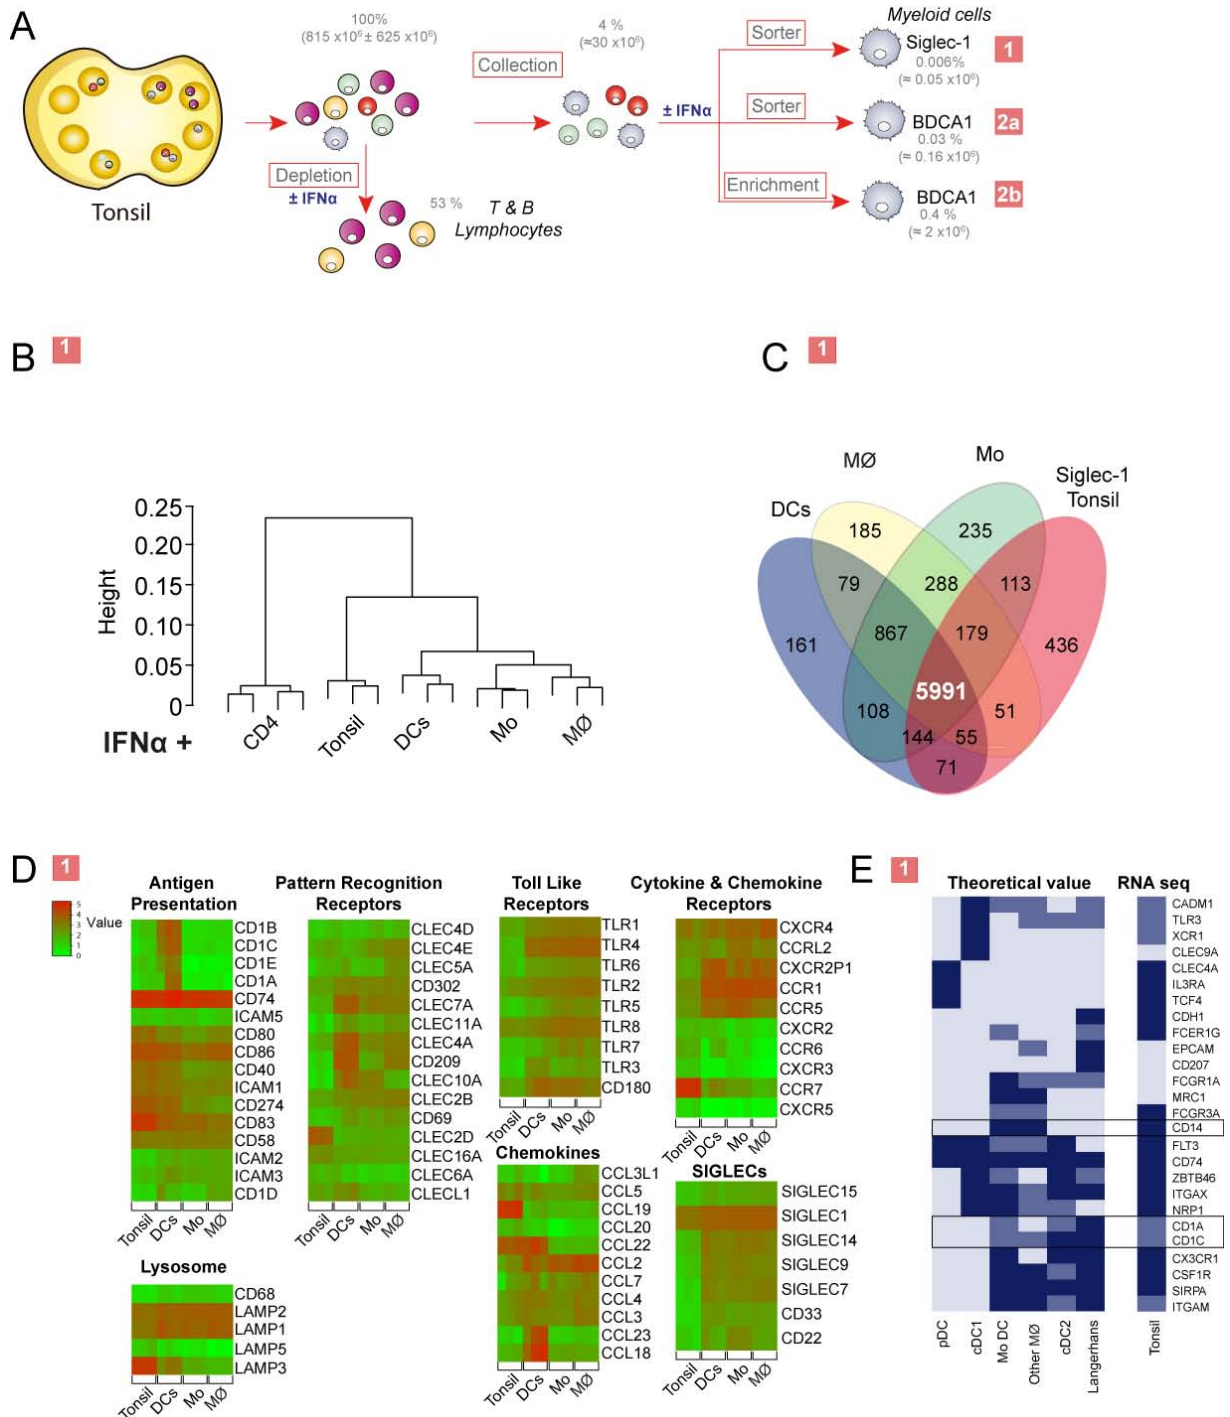 A
Tonsil
100%
(815 x10⁶ ± 625 x10⁶)
Depletion
± IFNα
53 %
T & B
Lymphocytes
Collection
4 %
(≈30 x10⁶)
± IFNα
Sorter
Sorter
Enrichment
Myeloid cells
Siglec-1
0.006%
(≈ 0.05 x10⁶)
1
BDCA1
0.03 %
(≈ 0.16 x10⁶)
2a
BDCA1
0.4 %
(≈ 2 x10⁶)
2b
B 1
Height
0.25
0.20
0.15
0.10
0.05
0
IFNα +
CD4
Tonsil
DCs
Mo
MØ
C 1
DCs
MØ
Mo
Siglec-1
Tonsil
185
235
79
288
113
161
867
179
436
5991
108
51
144
55
71
D 1
5
4
3
2
1
0
Value
Antigen
Presentation
CD1B
CD1C
CD1E
CD1A
CD74
ICAM5
CD80
CD86
CD40
ICAM1
CD274
CD83
CD58
ICAM2
ICAM3
CD1D
Tonsil
DCs
Mo
MØ
Lysosome
CD68
LAMP2
LAMP1
LAMP5
LAMP3
Tonsil
DCs
Mo
MØ
Pattern Recognition
Receptors
CLEC4D
CLEC4E
CLEC5A
CD302
CLEC7A
CLEC11A
CLEC4A
CD209
CLEC10A
CLEC2B
CD69
CLEC2D
CLEC16A
CLEC6A
CLECL1
Tonsil
DCs
Mo
MØ
Toll Like
Receptors
TLR1
TLR4
TLR6
TLR2
TLR5
TLR8
TLR7
TLR3
CD180
Tonsil
DCs
Mo
MØ
Chemokines
CCL3L1
CCL5
CCL19
CCL20
CCL22
CCL2
CCL7
CCL4
CCL3
CCL23
CCL18
Tonsil
DCs
Mo
MØ
Cytokine & Chemokine
Receptors
CXCR4
CCRL2
CXCR2P1
CCR1
CCR5
CXCR2
CCR6
CXCR3
CCR7
CXCR5
Tonsil
DCs
Mo
MØ
SIGLECs
SIGLEC15
SIGLEC1
SIGLEC14
SIGLEC9
SIGLEC7
CD33
CD22
Tonsil
DCs
Mo
MØ
E 1
Theoretical value
RNA seq
CADM1
TLR3
XCR1
CLEC9A
CLEC4A
IL3RA
TCF4
CDH1
FCER1G
EPCAM
CD207
FCGR1A
MRC1
FCGR3A
CD14
FLT3
CD74
ZBTB46
ITGAX
NRP1
CD1A
CD1C
CX3CR1
CSF1R
SIRPA
ITGAM
pDC
cDC1
Mo DC
Other MØ
cDC2
Langerhans
Tonsil